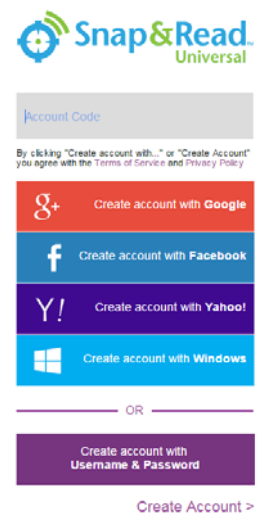 Snap&Read™
Universal
Account Code
By clicking "Create account with..." or "Create Account"
you agree with the Terms of Service and Privacy Policy
g+ Create account with Google
f Create account with Facebook
Y! Create account with Yahoo!
Create account with Windows
OR
Create account with
Username & Password
Create Account >